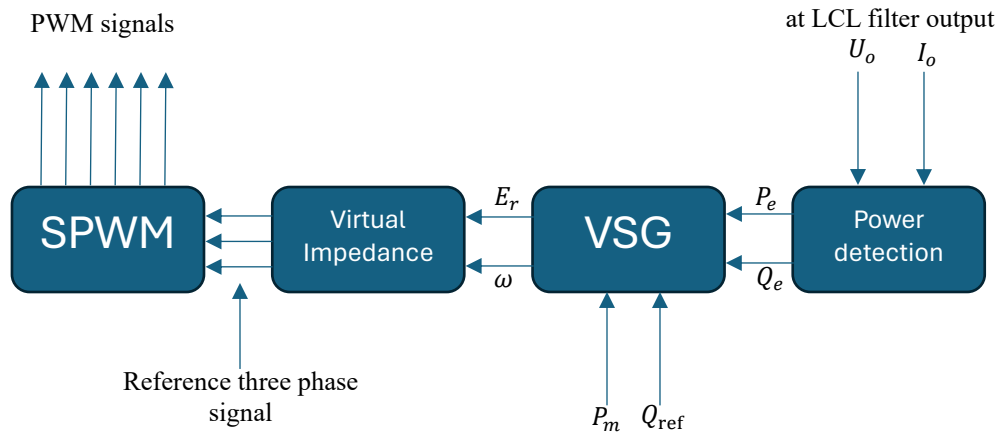 PWM signals
at LCL filter output
U_o
I_o
SPWM
Virtual
Impedance
E_r
ω
VSG
P_e
Q_e
Power
detection
Reference three phase
signal
P_m
Q_ref